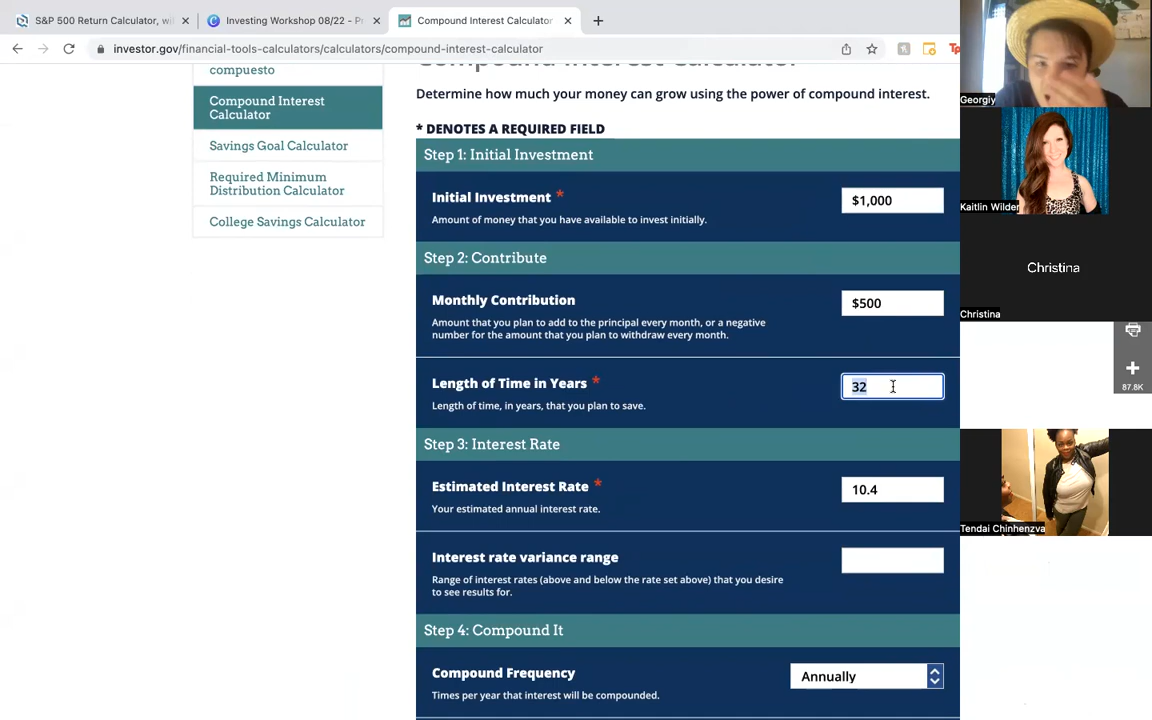 S&P 500 Return Calculator, wi
Investing Workshop 08/22 - P
Compound Interest Calculator
investor.gov/financial-tools-calculators/calculators/compound-interest-calculator
compuesto
Compound Interest
Calculator
Savings Goal Calculator
Required Minimum
Distribution Calculator
College Savings Calculator
Compound Interest Calculator
Determine how much your money can grow using the power of compound interest.
* DENOTES A REQUIRED FIELD
Step 1: Initial Investment
Initial Investment *
$1,000
Amount of money that you have available to invest initially.
Step 2: Contribute
Monthly Contribution
$500
Amount that you plan to add to the principal every month, or a negative
number for the amount that you plan to withdraw every month.
Length of Time in Years *
32
Length of time, in years, that you plan to save.
Step 3: Interest Rate
Estimated Interest Rate *
10.4
Your estimated annual interest rate.
Interest rate variance range
Range of interest rates (above and below the rate set above) that you desire
to see results for.
Step 4: Compound It
Compound Frequency
Annually
Times per year that interest will be compounded.
Georgiy
Kaitlin Wilder
Christina
Christina
87.8K
Tendai Chinhenzva